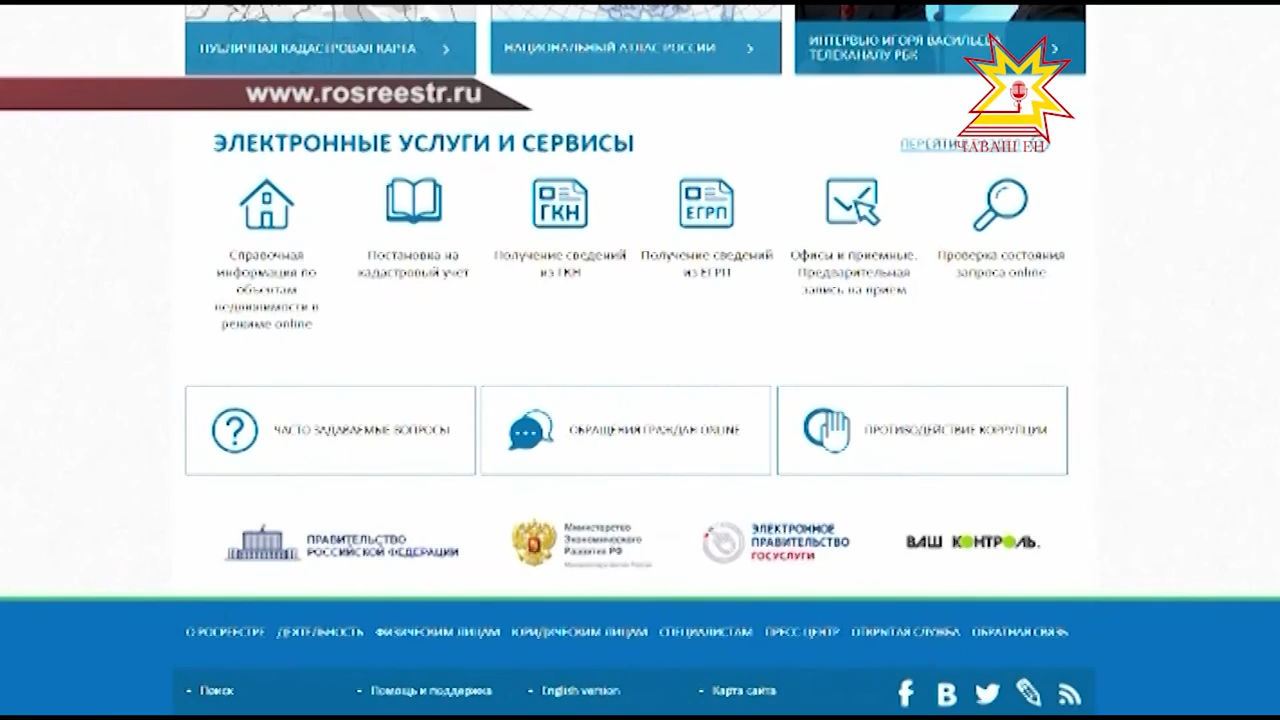 ПУБЛИЧНАЯ КАДАСТРОВАЯ КАРТА
НАЦИОНАЛЬНЫЙ АТЛАС РОССИИ
ИНТЕРВЬЮ ИГОРЯ ВАСИЛЬЕВА
ТЕЛЕКАНАЛУ РБК
www.rosreestr.ru
ЭЛЕКТРОННЫЕ УСЛУГИ И СЕРВИСЫ
ПЕРЕЙТИ
ЧАВАШ ЕН
ГКН
ЕГРП
Справочная
информация по
объектам
недвижимости в
режиме online
Постановка на
кадастровый учет
Получение сведений
из ГКН
Получение сведений
из ЕГРП
Офисы и приемные.
Предварительная
запись на прием
Проверка состояния
запроса online
ЧАСТО ЗАДАВАЕМЫЕ ВОПРОСЫ
ОБРАЩЕНИЯ ГРАЖДАН ONLINE
ПРОТИВОДЕЙСТВИЕ КОРРУПЦИИ
ПРАВИТЕЛЬСТВО
РОССИЙСКОЙ ФЕДЕРАЦИИ
Министерство
Экономического
Развития РФ
ЭЛЕКТРОННОЕ
ПРАВИТЕЛЬСТВО
ГОСУСЛУГИ
ВАШ КОНТРОЛЬ.
О РОСРЕЕСТРЕ ДЕЯТЕЛЬНОСТЬ ФИЗИЧЕСКИМ ЛИЦАМ ЮРИДИЧЕСКИМ ЛИЦАМ СПЕЦИАЛИСТАМ ПРЕСС-ЦЕНТР ОТКРЫТАЯ СЛУЖБА ОБРАТНАЯ СВЯЗЬ
Поиск
Помощь и поддержка
English version
Карта сайта